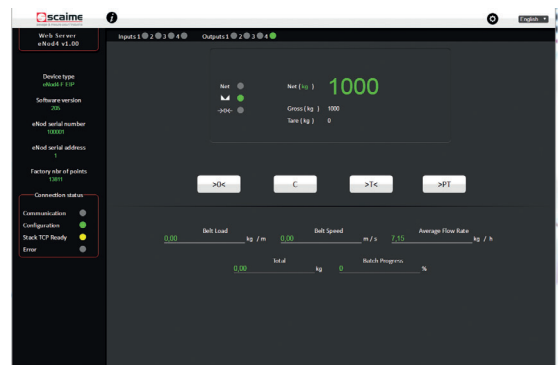 scaime
English
Web Server
eNod4 v1.00
Inputs 1 2 3 4 Outputs 1 2 3 4
Device type
eNod4-F EIP
Software version
205
eNod serial number
100001
eNod serial address
1
Factory nbr of points
13811
Connection status
Communication
Configuration
Stack TCP Ready
Error
Net
>0<
Net ( kg ) 1000
Gross ( kg ) 1000
Tare ( kg ) 0
>0< C >T< >PT
Belt Load Belt Speed Average Flow Rate
0,00 kg / m 0,00 m / s 7,15 kg / h
Total Batch Progress
0,00 kg 0 %